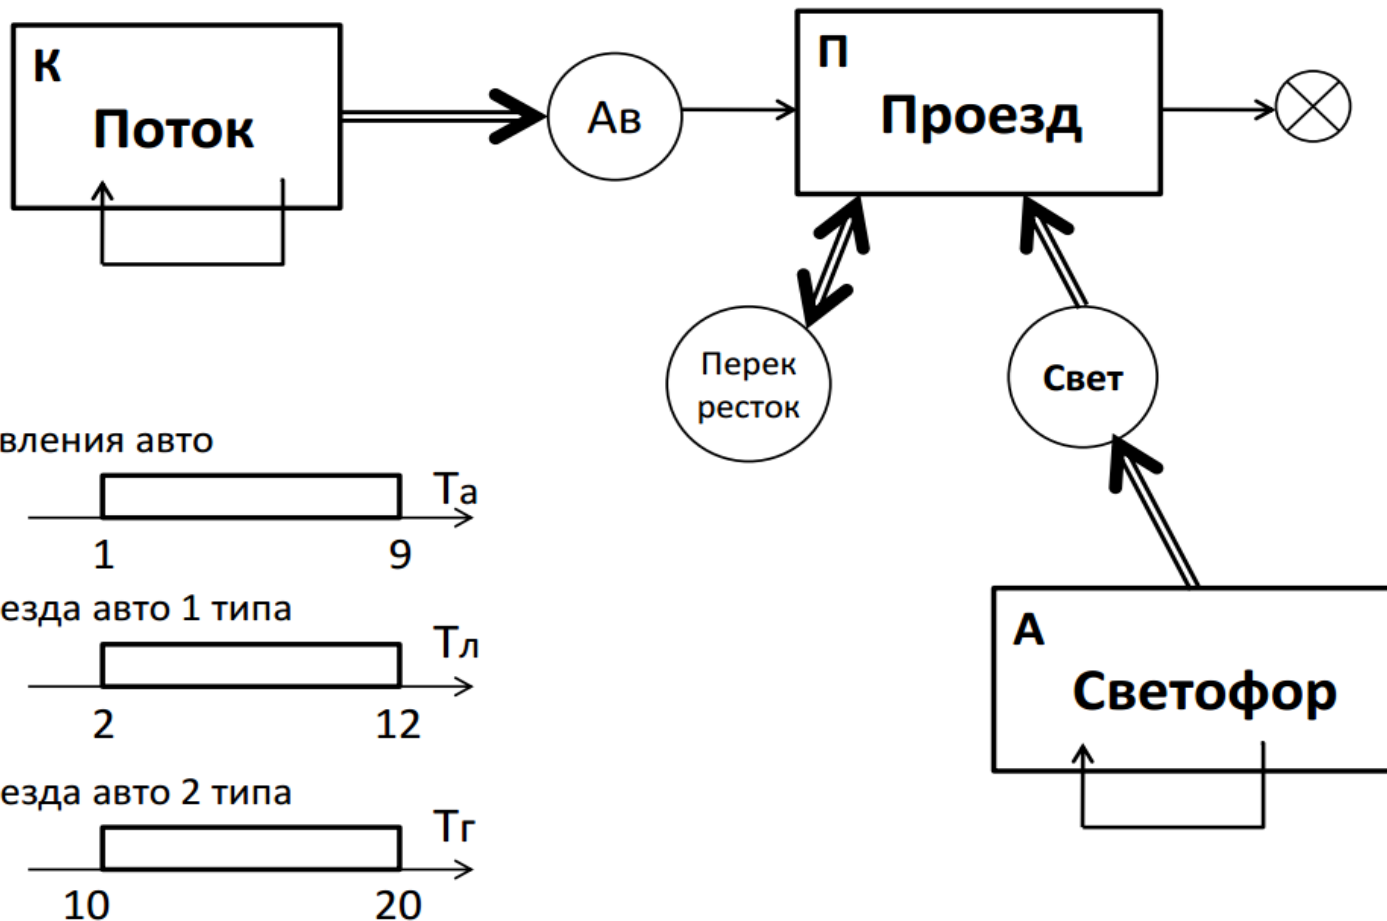 К
Поток
Ав
П
Проезд
Перек
ресток
Свет
вления авто
Та
1 9
езда авто 1 типа
Тл
2 12
езда авто 2 типа
Тг
10 20
А
Светофор